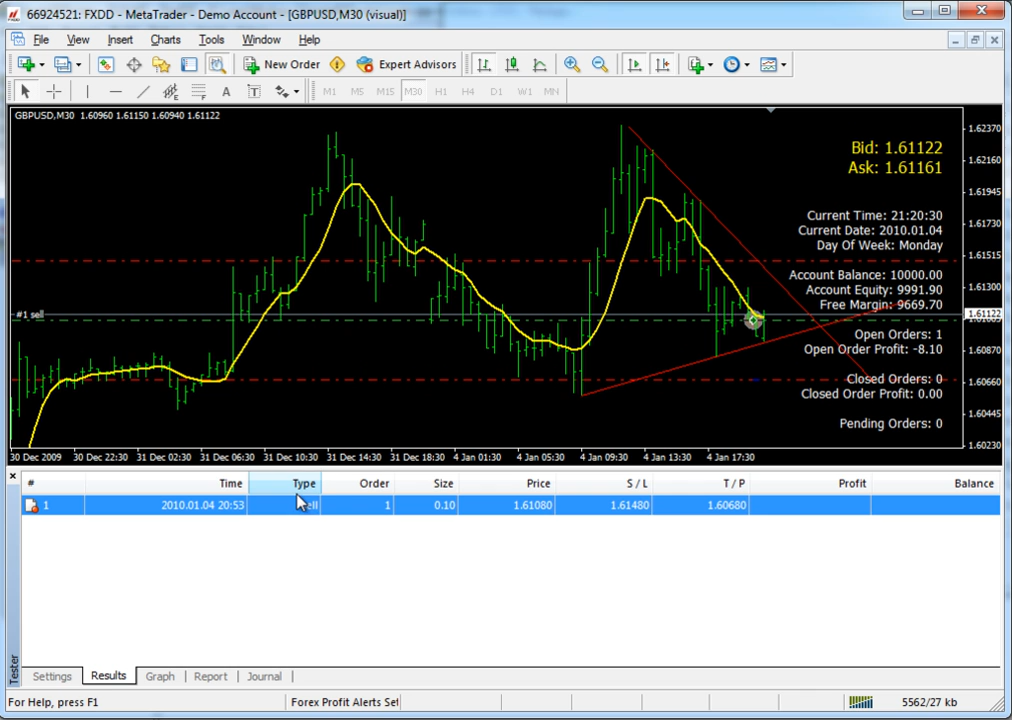 66924521: FXDD - MetaTrader - Demo Account - [GBPUSD,M30 (visual)]
File View Insert Charts Tools Window Help
New Order Expert Advisors
A T M1 M5 M15 M30 H1 H4 D1 W1 MN
GBPUSD,M30 1.60960 1.61150 1.60940 1.61122
1.62370
Bid: 1.61122
1.62160
Ask: 1.61161
1.61945
Current Time: 21:20:30
1.61730
Current Date: 2010.01.04
Day Of Week: Monday
1.61515
Account Balance: 10000.00
Account Equity: 9991.90
1.61300
Free Margin: 9669.70
#1 sell
1.61122
Open Orders: 1
Open Order Profit: -8.10
1.60870
Closed Orders: 0
1.60660
Closed Order Profit: 0.00
1.60445
Pending Orders: 0
1.60230
30 Dec 2009 30 Dec 22:30 31 Dec 02:30 31 Dec 06:30 31 Dec 10:30 31 Dec 14:30 31 Dec 18:30 4 Jan 01:30 4 Jan 05:30 4 Jan 09:30 4 Jan 13:30 4 Jan 17:30
# Time Type Order Size Price S / L T / P Profit Balance
1 2010.01.04 20:53 sell 1 0.10 1.61080 1.61480 1.60680
Tester
Settings Results Graph Report Journal
For Help, press F1 Forex Profit Alerts Set 5562/27 kb